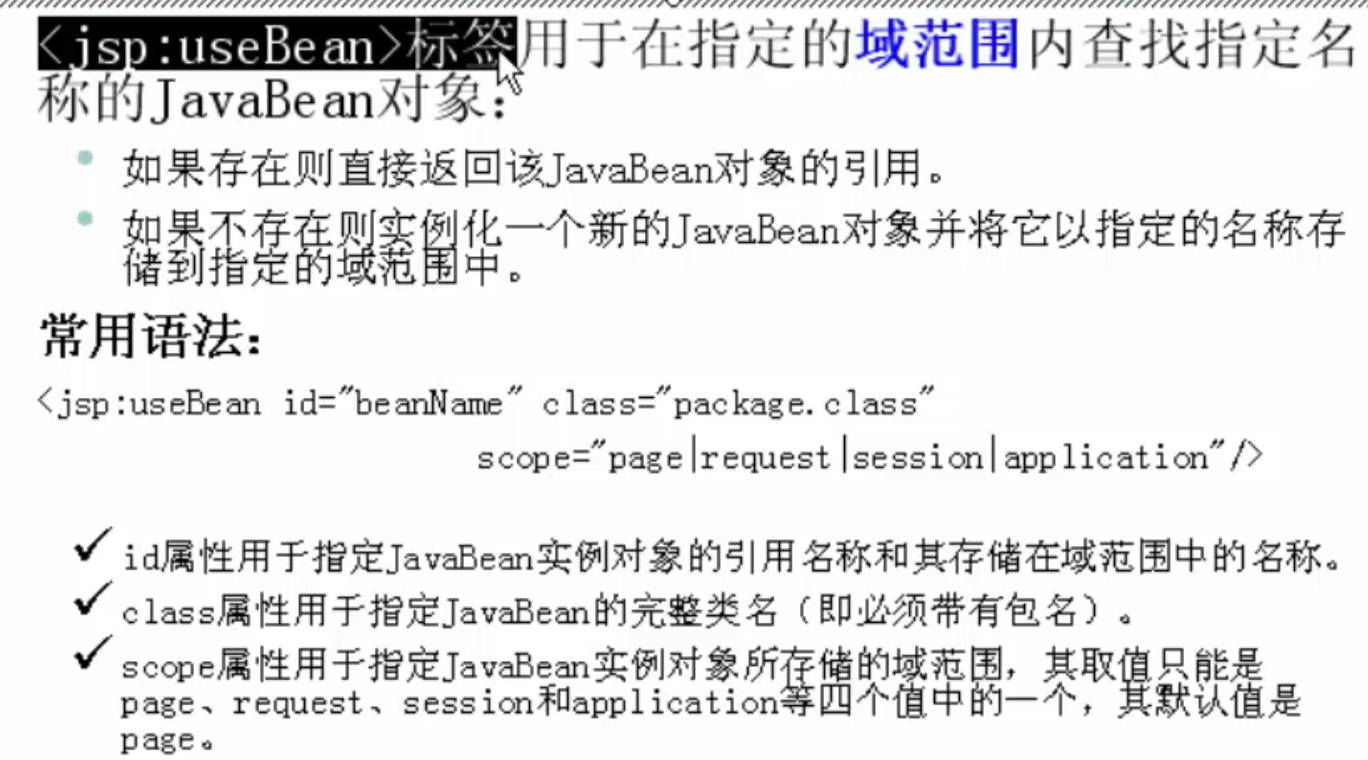 <jsp:useBean>标签用于在指定的域范围内查找指定名
称的JavaBean对象：
如果存在则直接返回该JavaBean对象的引用。
如果不存在则实例化一个新的JavaBean对象并将它以指定的名称存
储到指定的域范围中。
常用语法：
<jsp:useBean id="beanName" class="package.class"
scope="page|request|session|application"/>
id属性用于指定JavaBean实例对象的引用名称和其存储在域范围中的名称。
class属性用于指定JavaBean的完整类名（即必须带有包名）。
scope属性用于指定JavaBean实例对象所存储的域范围，其取值只能是
page、request、session和application等四个值中的一个，其默认值是
page。